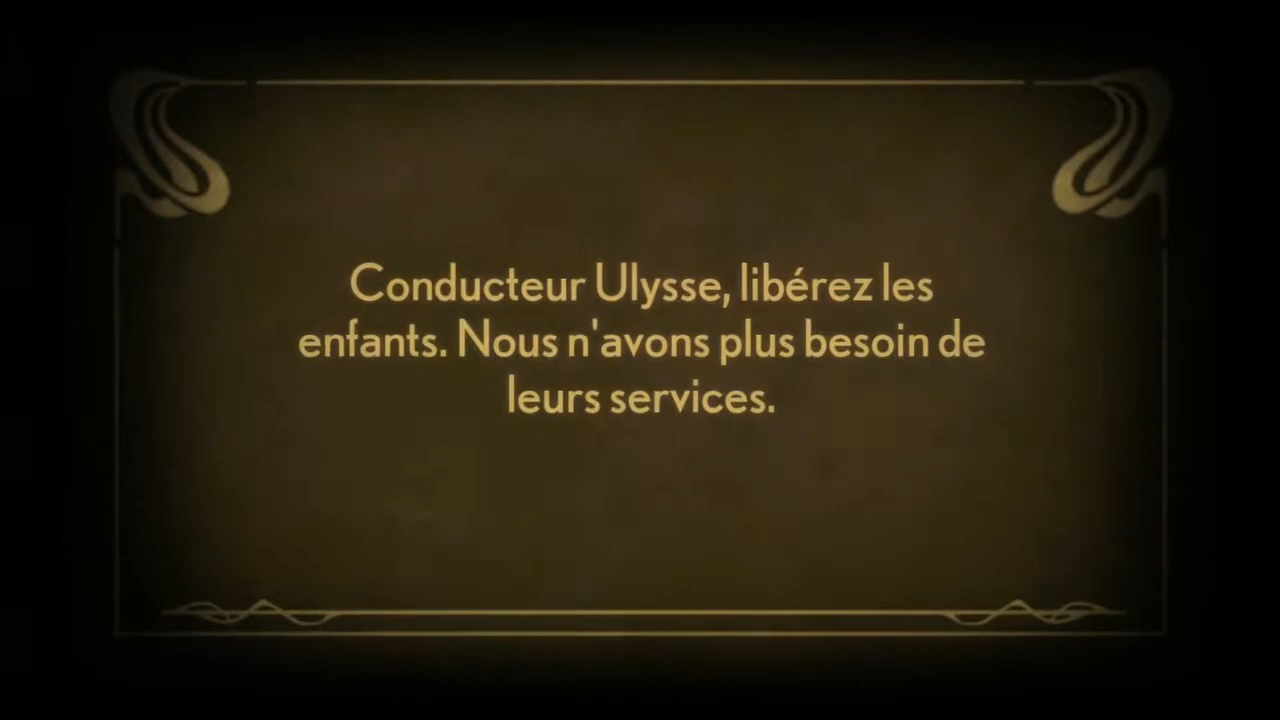 Conducteur Ulysse, libérez les
enfants. Nous n'avons plus besoin de
leurs services.